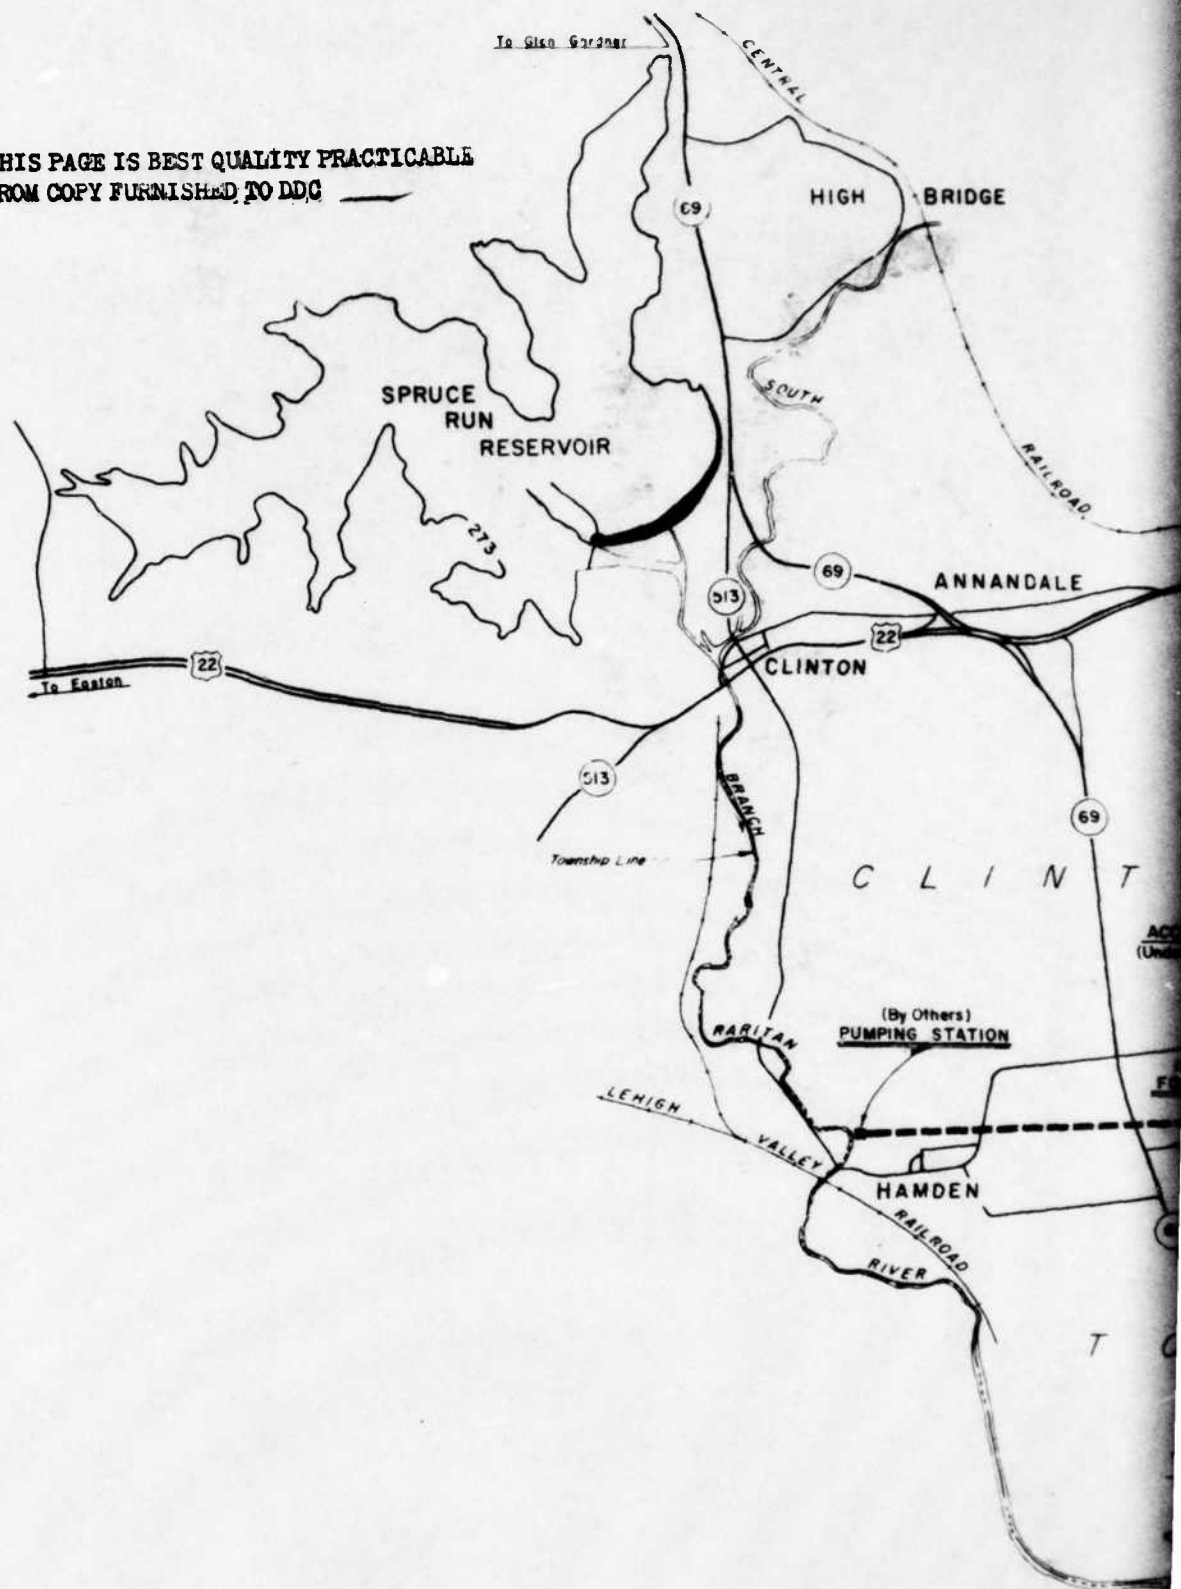 To Glen Gardner
CENTRAL
HIS PAGE IS BEST QUALITY PRACTICABLE
ROM COPY FURNISHED TO DDC
69
HIGH BRIDGE
SPRUCE
RUN
RESERVOIR
SOUTH
RAILROAD
273
69
ANNANDALE
513
22
CLINTON
22
To Easton
513
BRANCH
69
Township Line
C L I N T
(By Others)
PUMPING STATION
RARITAN
LEHIGH
VALLEY
HAMDEN
RAILROAD
RIVER
T